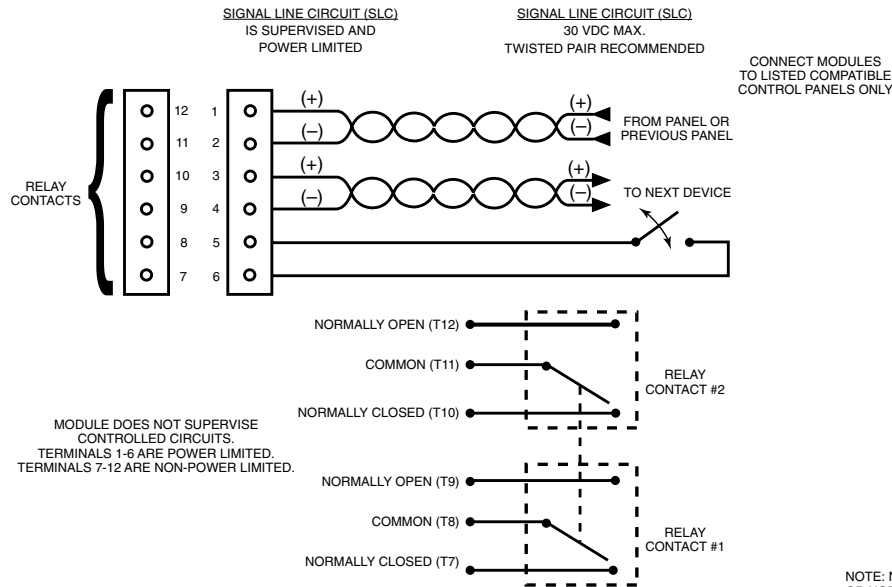 SIGNAL LINE CIRCUIT (SLC)
IS SUPERVISED AND
POWER LIMITED
SIGNAL LINE CIRCUIT (SLC)
30 VDC MAX.
TWISTED PAIR RECOMMENDED
CONNECT MODULES
TO LISTED COMPATIBLE
CONTROL PANELS ONLY
RELAY
CONTACTS
12 1 (+) (+)
11 2 (–) (–)
FROM PANEL OR
PREVIOUS PANEL
10 3 (+) (+)
9 4 (–) (–)
TO NEXT DEVICE
8 5
7 6
NORMALLY OPEN (T12)
COMMON (T11)
NORMALLY CLOSED (T10)
RELAY
CONTACT #2
MODULE DOES NOT SUPERVISE
CONTROLLED CIRCUITS.
TERMINALS 1-6 ARE POWER LIMITED.
TERMINALS 7-12 ARE NON-POWER LIMITED.
NORMALLY OPEN (T9)
COMMON (T8)
NORMALLY CLOSED (T7)
RELAY
CONTACT #1
NOTE: